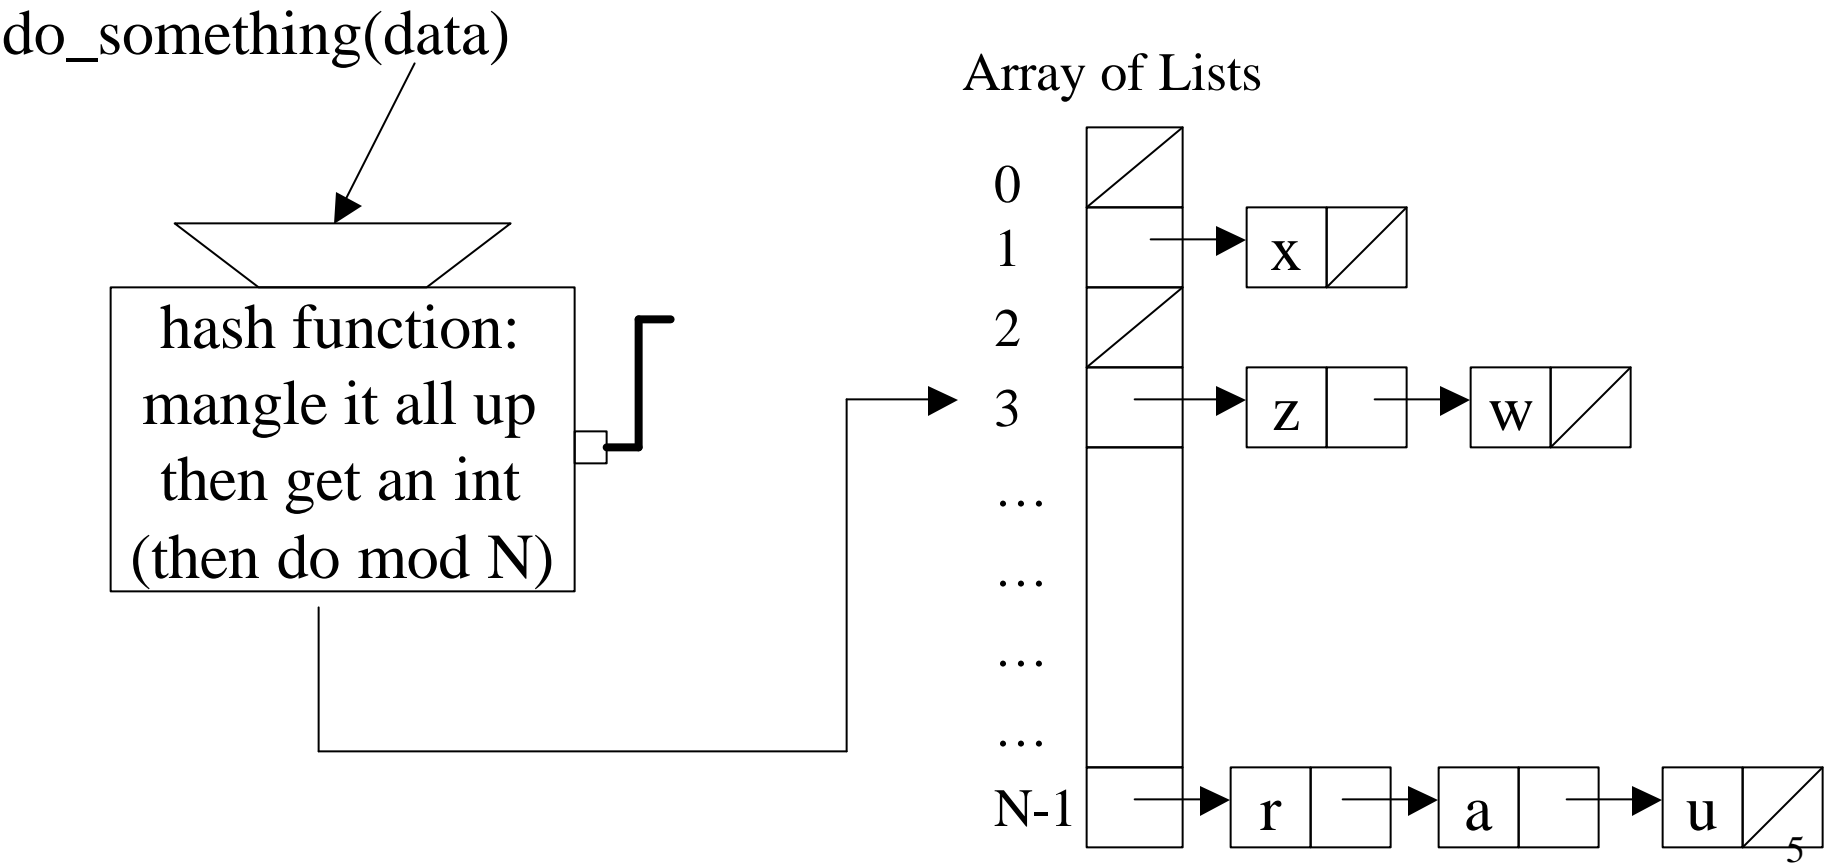 do_something(data)
hash function:
mangle it all up
then get an int
(then do mod N)
Array of Lists
0
1
x
2
3
z
w
…
…
…
…
N-1
r
a
u
5